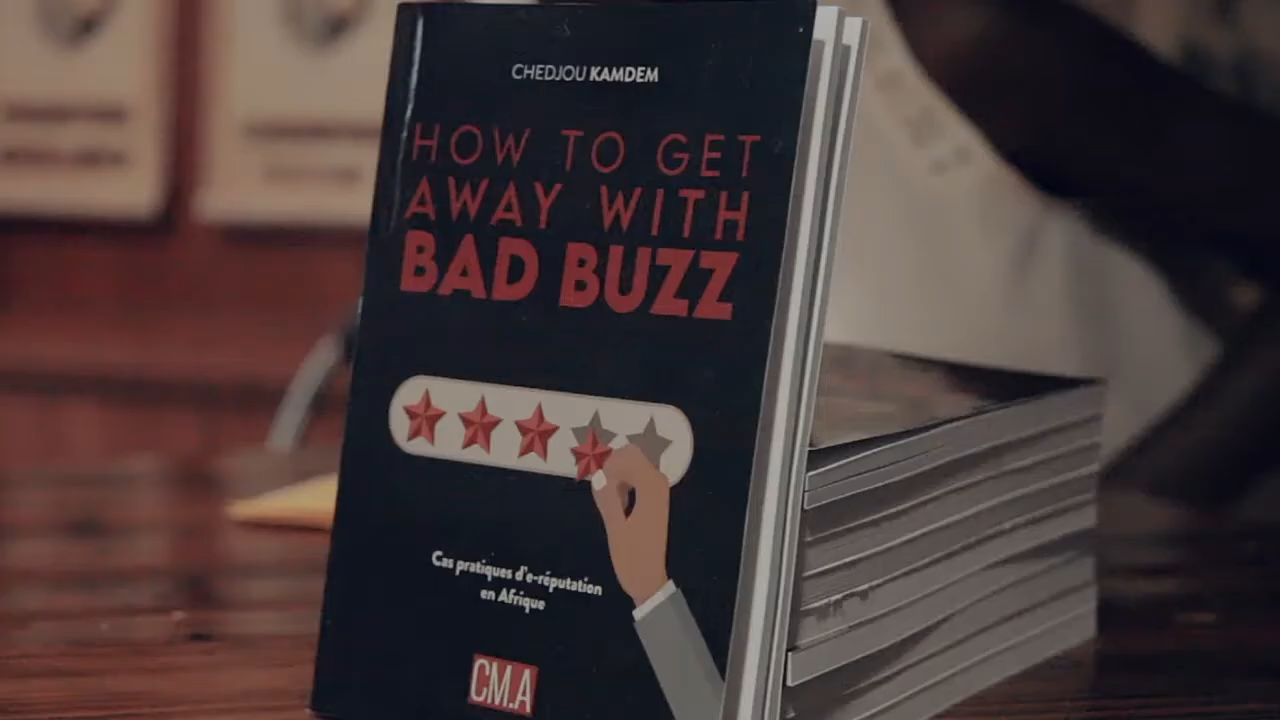 CHEDJOU KAMDEM
HOW TO GET
AWAY WITH
BAD BUZZ
Cas pratiques d'e-réputation
en Afrique
CM.A